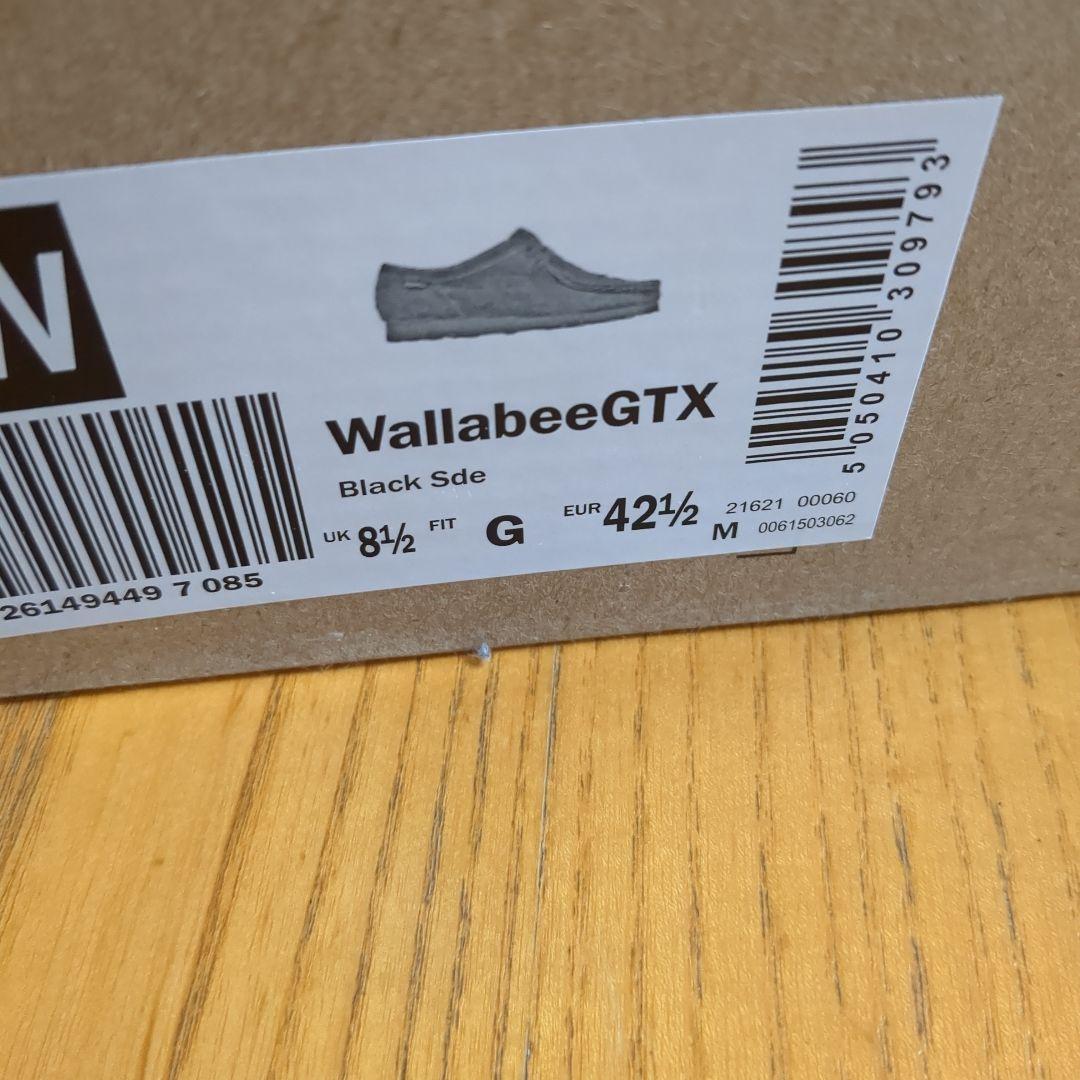 W
WallabeeGTX
Black Sde
UK 8½ FIT G EUR 42½
21621 00060
M 0061503062
26149449 7 085
5 050410 309793